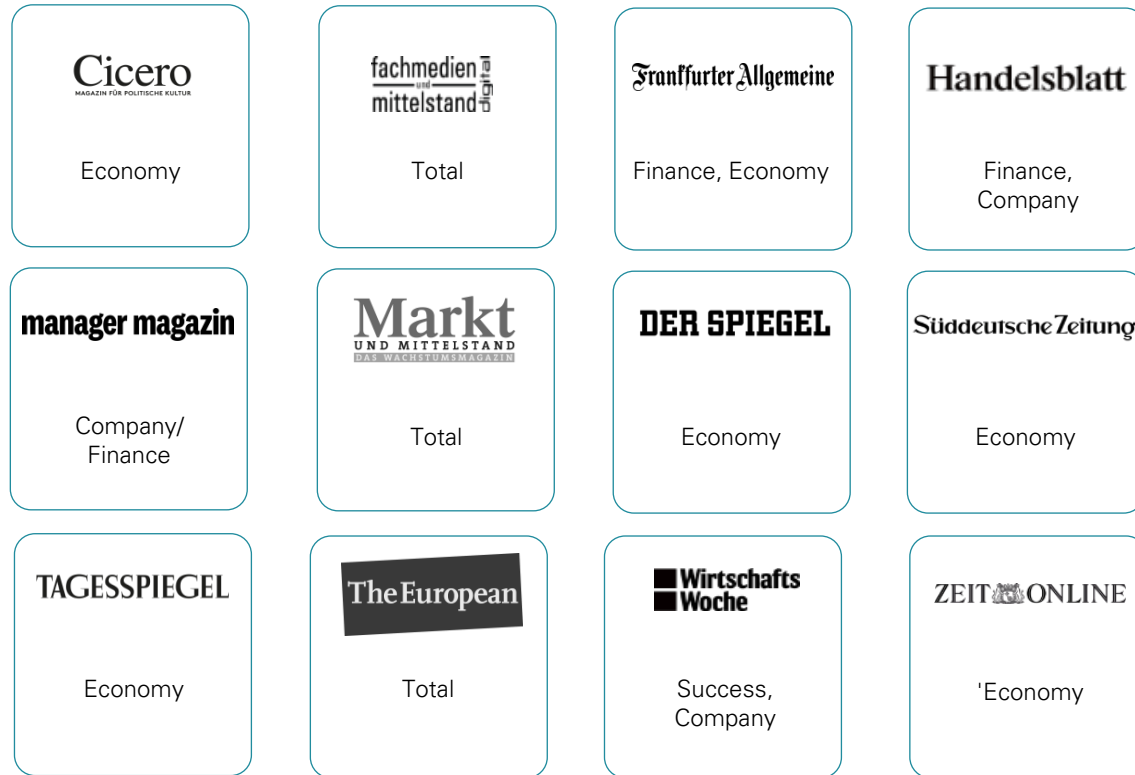 Cicero
MAGAZIN FÜR POLITISCHE KULTUR
Economy
fachmedien
und
mittelstand
digital
Total
Frankfurter Allgemeine
Finance, Economy
Handelsblatt
Finance,
Company
manager magazin
Company/
Finance
Markt
UND MITTELSTAND
DAS WACHSTUMSMAGAZIN
Total
DER SPIEGEL
Economy
Süddeutsche Zeitung
Economy
TAGESSPIEGEL
Economy
The European
Total
Wirtschafts
Woche
Success,
Company
ZEIT ONLINE
'Economy